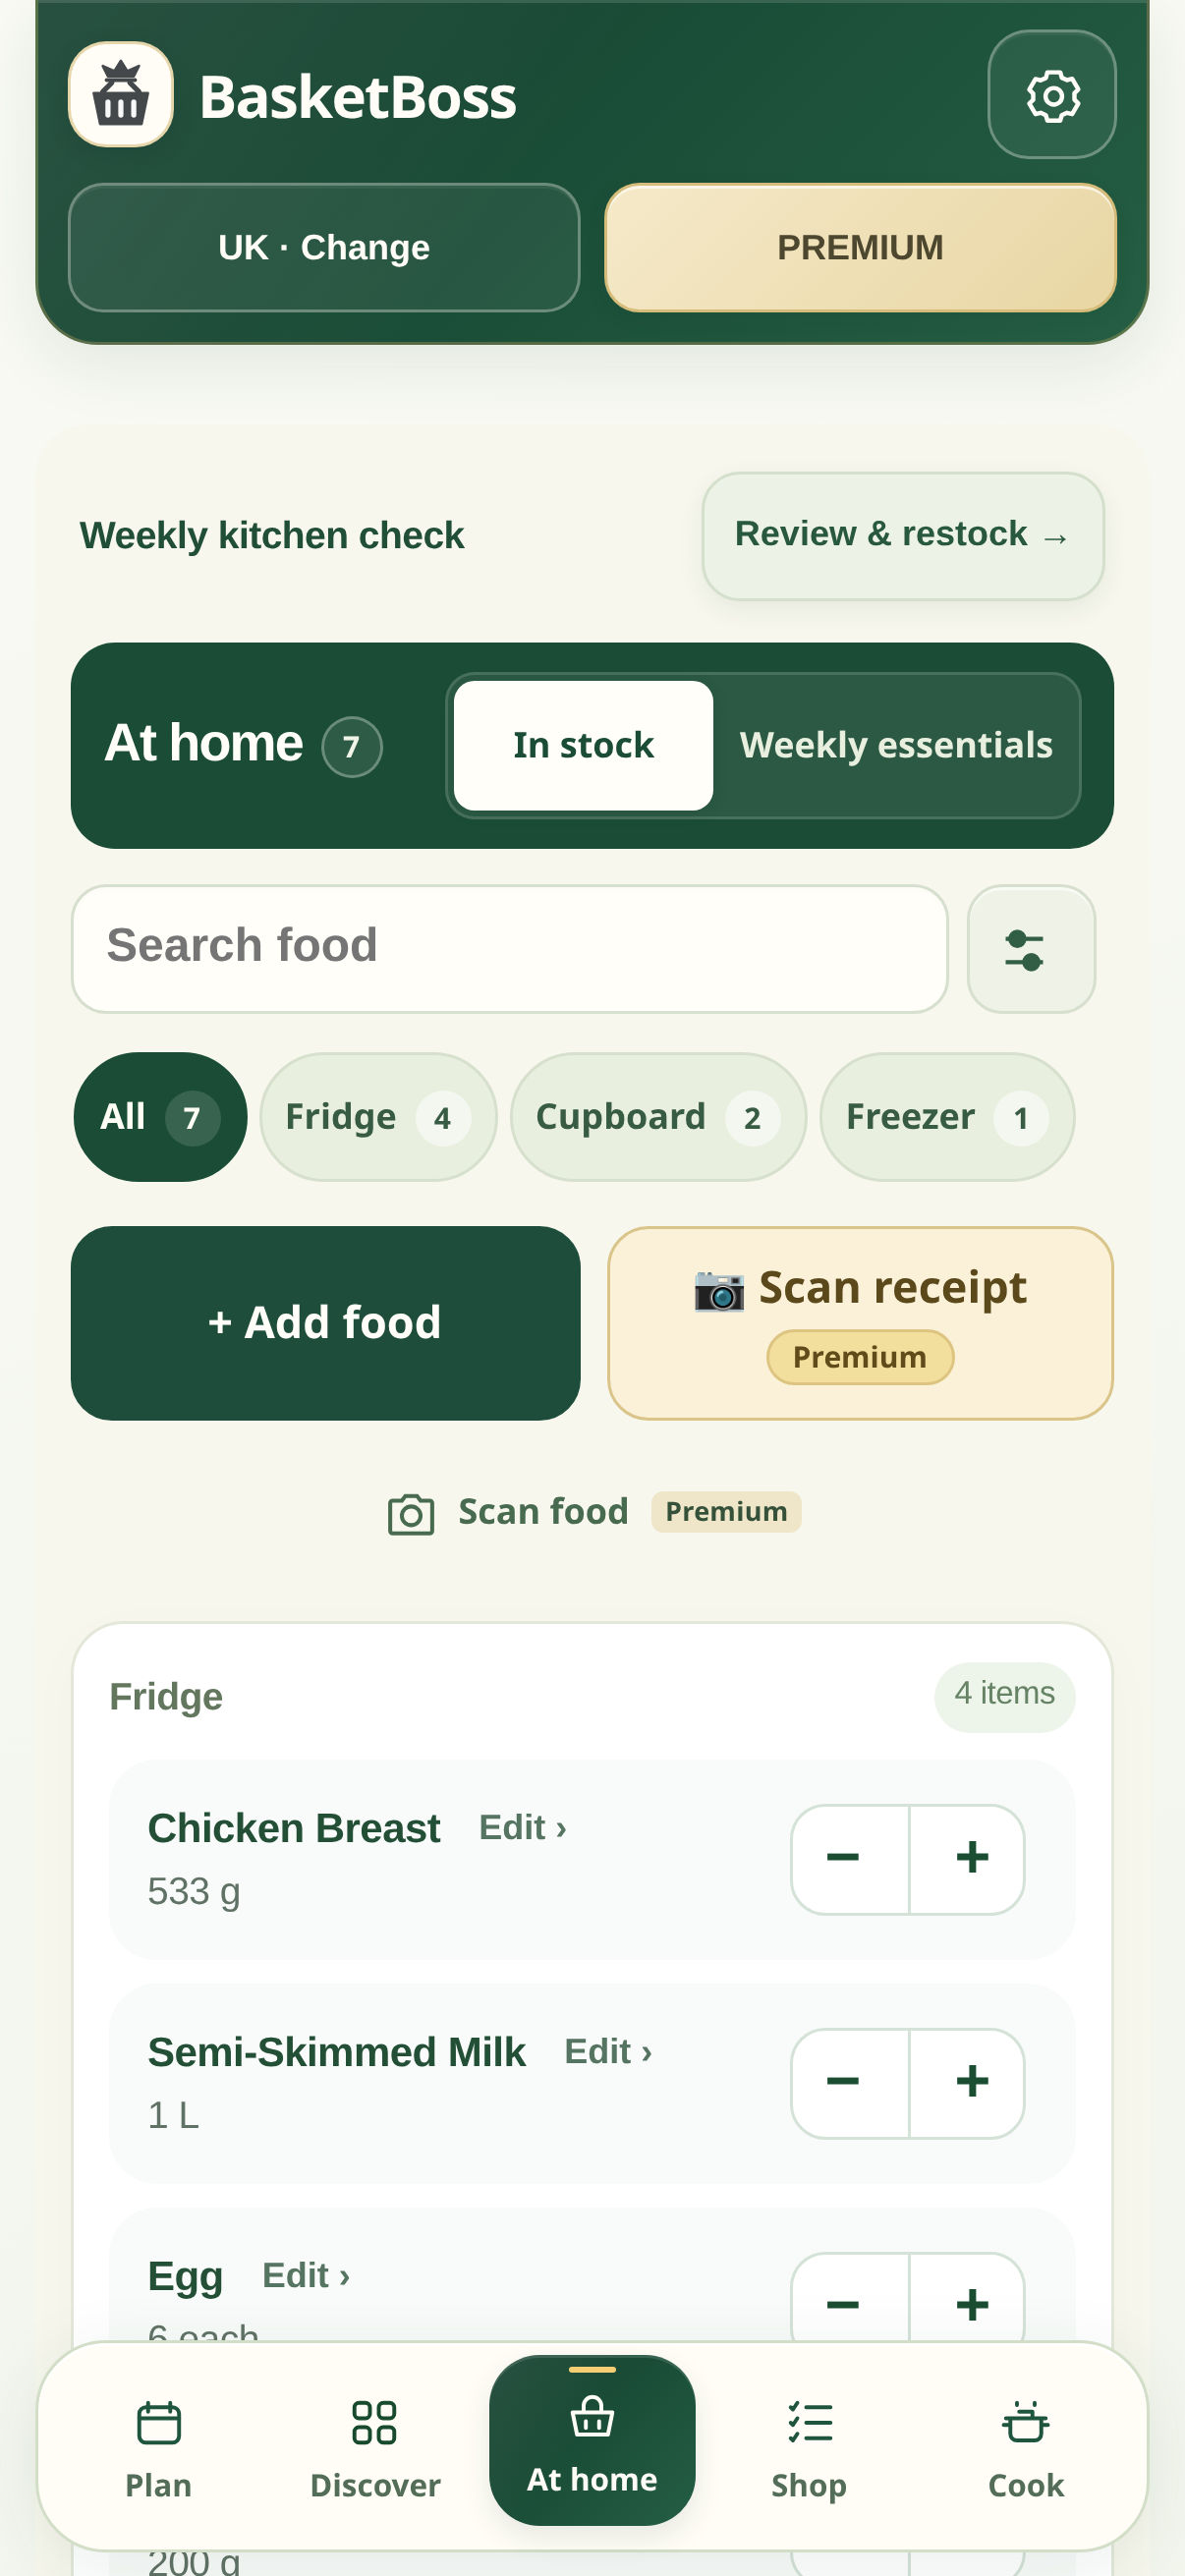 BasketBoss
UK · Change
PREMIUM
Weekly kitchen check
Review & restock →
At home 7
In stock
Weekly essentials
Search food
All 7
Fridge 4
Cupboard 2
Freezer 1
+ Add food
Scan receipt
Premium
Scan food Premium
Fridge
4 items
Chicken Breast Edit ›
533 g
− +
Semi-Skimmed Milk Edit ›
1 L
− +
Egg Edit ›
6 each
− +
Plan
Discover
At home
Shop
Cook
200 g